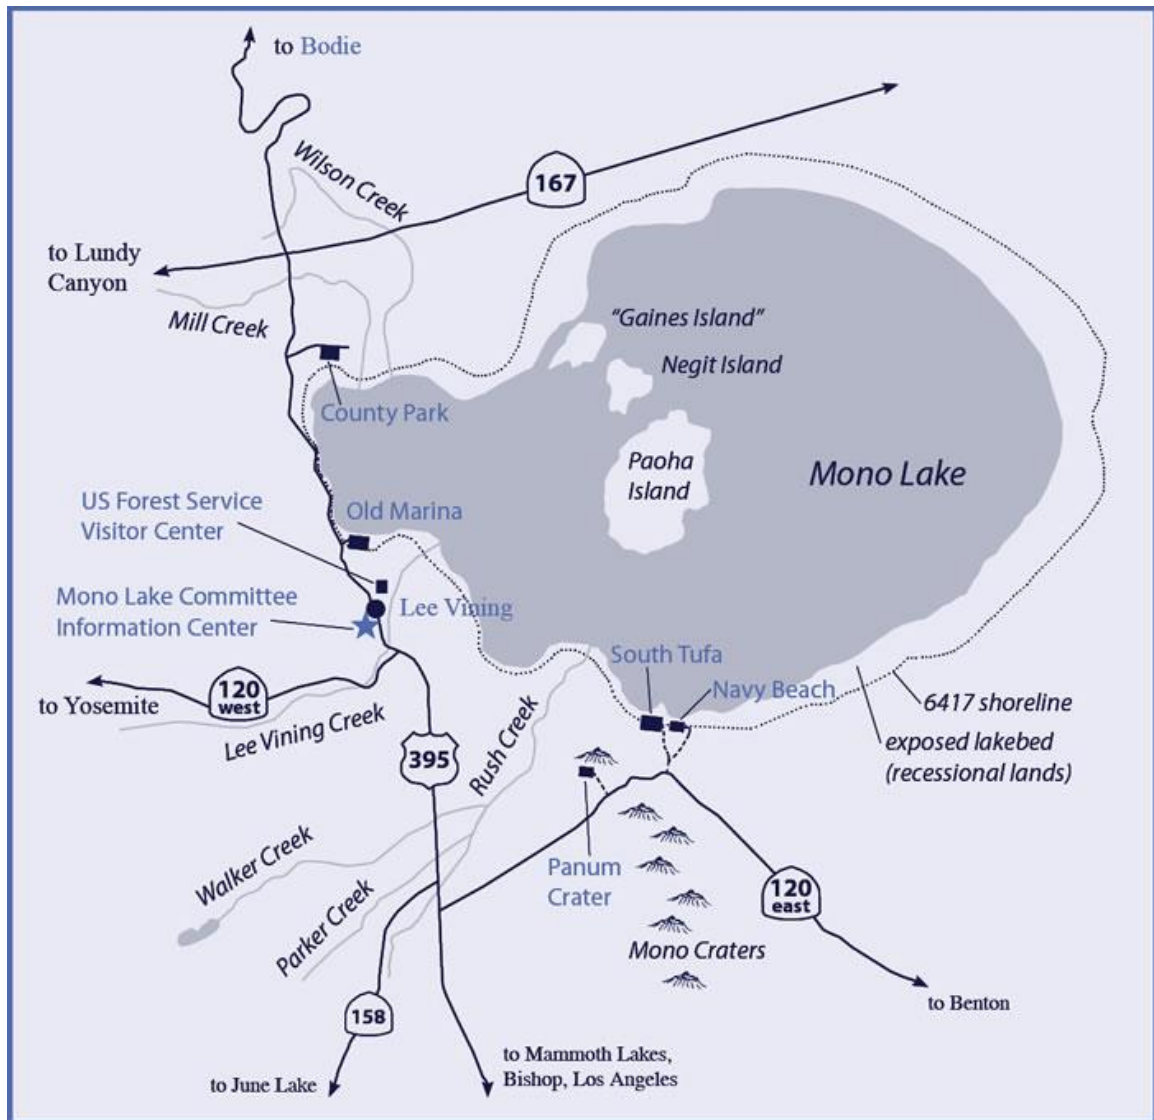 to Bodie
Wilson Creek
167
to Lundy
Canyon
Mill Creek
"Gaines Island"
Negit Island
County Park
Paoha
Island
Mono Lake
US Forest Service
Visitor Center
Old Marina
Mono Lake Committee
Information Center
Lee Vining
South Tufa
Navy Beach
120
west
to Yosemite
6417 shoreline
Lee Vining Creek
exposed lakebed
(recessional lands)
395
Rush Creek
Walker Creek
Panum
Crater
120
east
Parker Creek
Mono Craters
158
to Benton
to Mammoth Lakes,
Bishop, Los Angeles
to June Lake